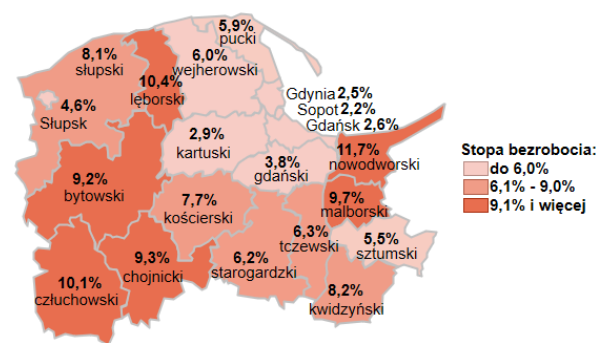 5,9%
pucki
8,1%
słupski
6,0%
wejherowski
10,4%
lęborski
Gdynia 2,5%
Sopot 2,2%
Gdańsk 2,6%
4,6%
Słupsk
2,9%
kartuski
3,8%
gdański
11,7%
nowodworski
Stopa bezrobocia:
do 6,0%
6,1% - 9,0%
9,1% i więcej
9,2%
bytowski
7,7%
kościerski
9,7%
malborski
6,3%
tczewski
5,5%
sztumski
9,3%
chojnicki
6,2%
starogardzki
10,1%
człuchowski
8,2%
kwidzyński